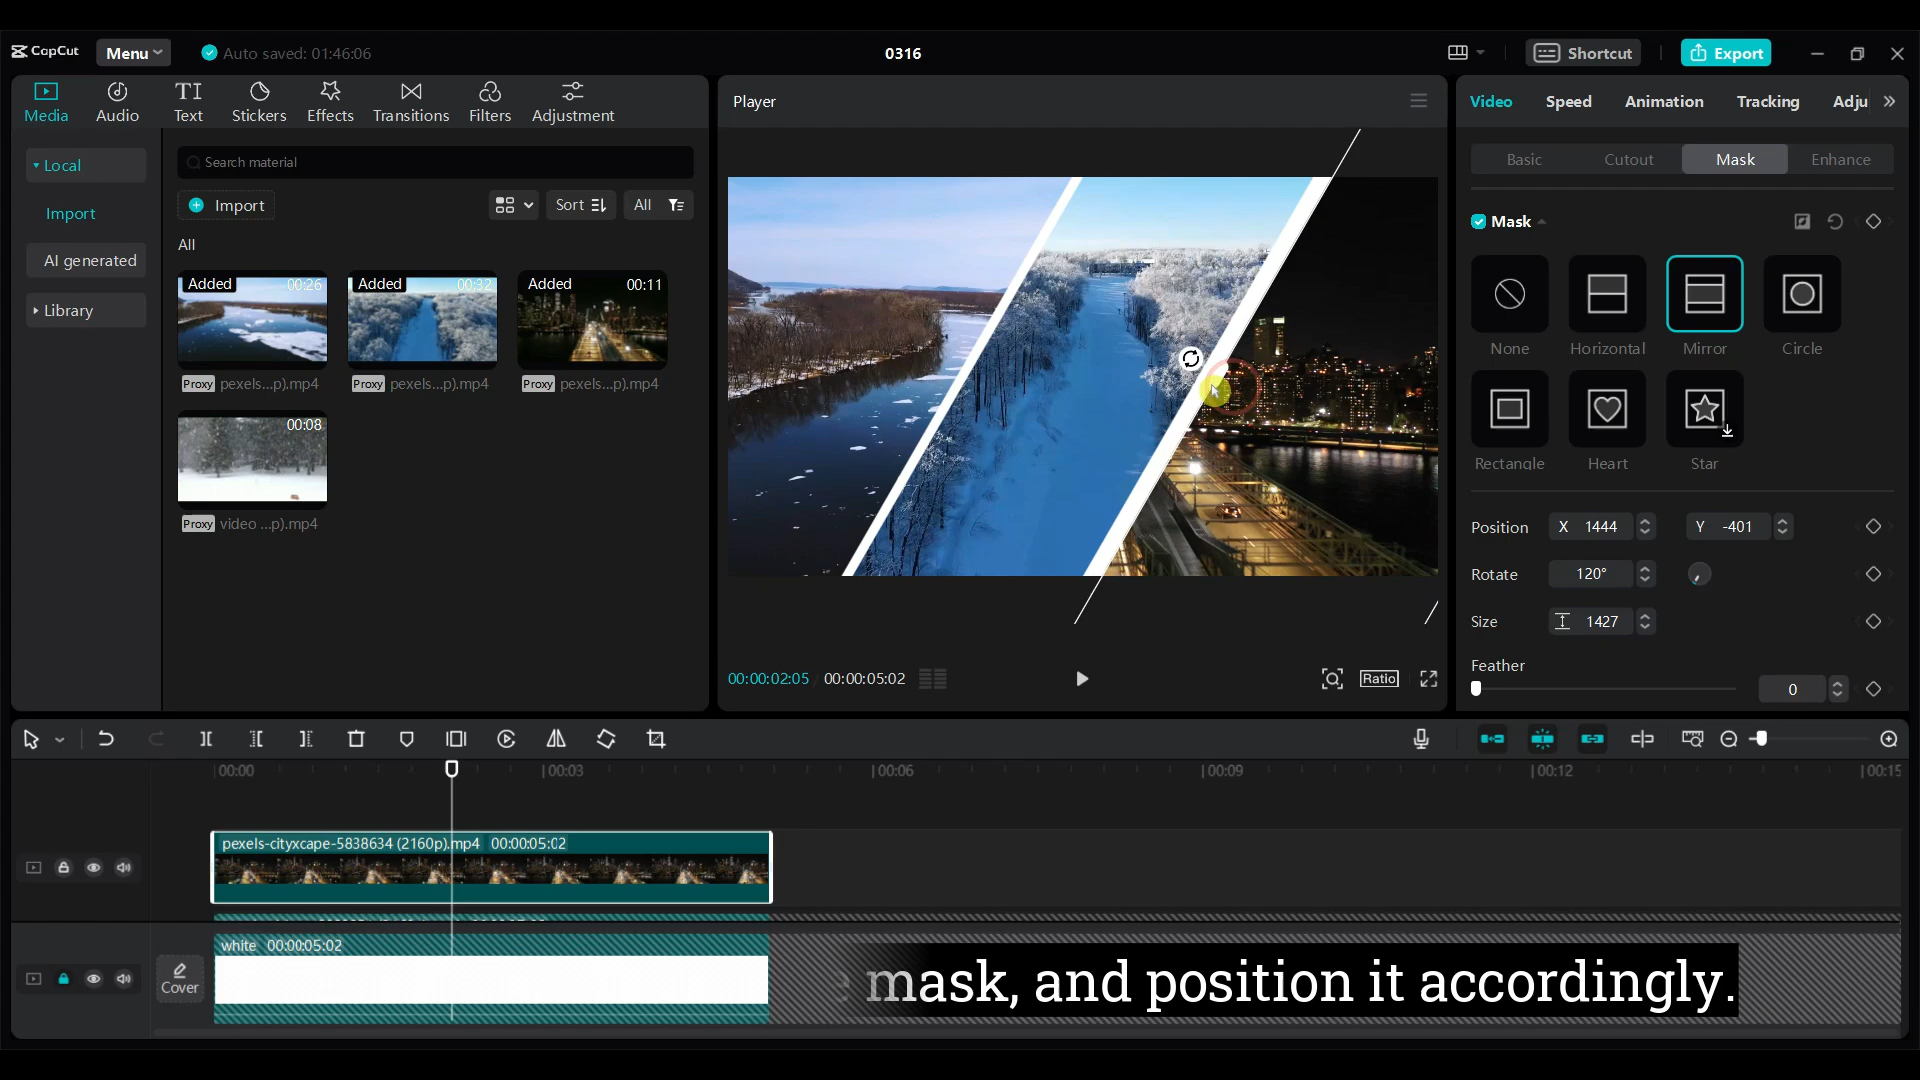 CapCut
Menu
Auto saved: 01:46:06
0316
Shortcut
Export
Media
Audio
TI
Text
Stickers
Effects
Transitions
Filters
Adjustment
Local
Import
AI generated
Library
Search material
Import
Sort
All
All
Added 00:26
Added 00:32
Added 00:11
Proxy pexels...p).mp4
Proxy pexels...p).mp4
Proxy pexels...p).mp4
00:08
Proxy video ...p).mp4
Player
00:00:02:05
00:00:05:02
Ratio
Video
Speed
Animation
Tracking
Adju
Basic
Cutout
Mask
Enhance
Mask
None
Horizontal
Mirror
Circle
Rectangle
Heart
Star
Position X 1444 Y -401
Rotate 120°
Size 1427
Feather
0
00:00
00:03
00:06
00:09
00:12
00:15
pexels-cityxcape-5838634 (2160p).mp4 00:00:05:02
white 00:00:05:02
Cover
mask, and position it accordingly.